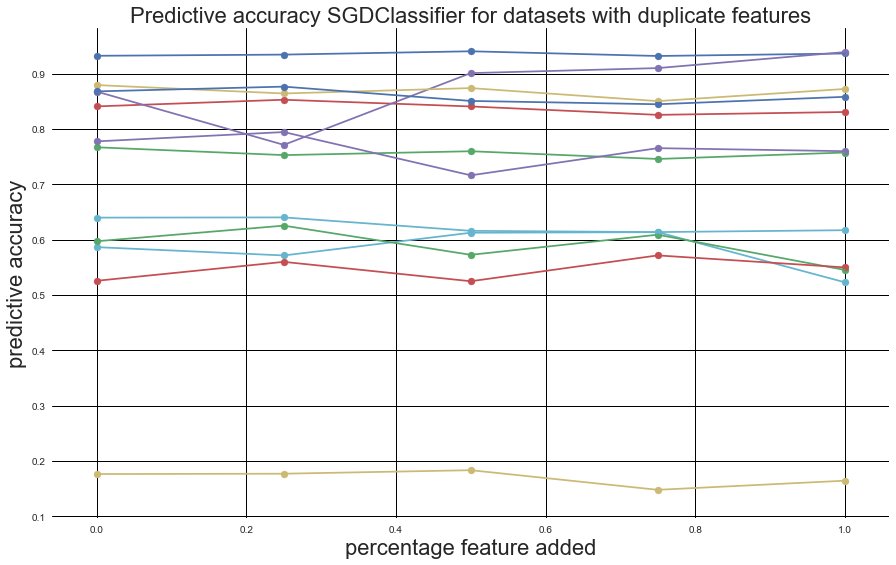 Predictive accuracy SGDClassifier for datasets with duplicate features
predictive accuracy
0.9
0.8
0.7
0.6
0.5
0.4
0.3
0.2
0.1
0.0 0.2 0.4 0.6 0.8 1.0
percentage feature added